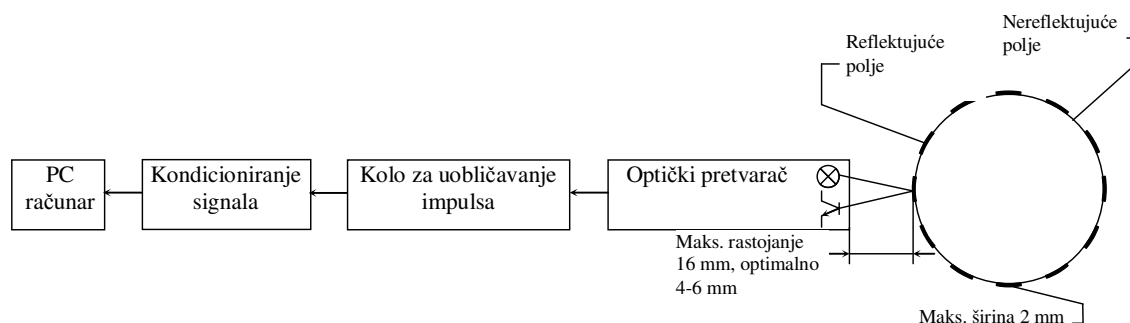 Nereflektujuće
polje
Reflektujuće
polje
PC
računar
Kondicioniranje
signala
Kolo za uobličavanje
impulsa
Optički pretvarač
Maks. rastojanje
16 mm, optimalno
4-6 mm
Maks. širina 2 mm